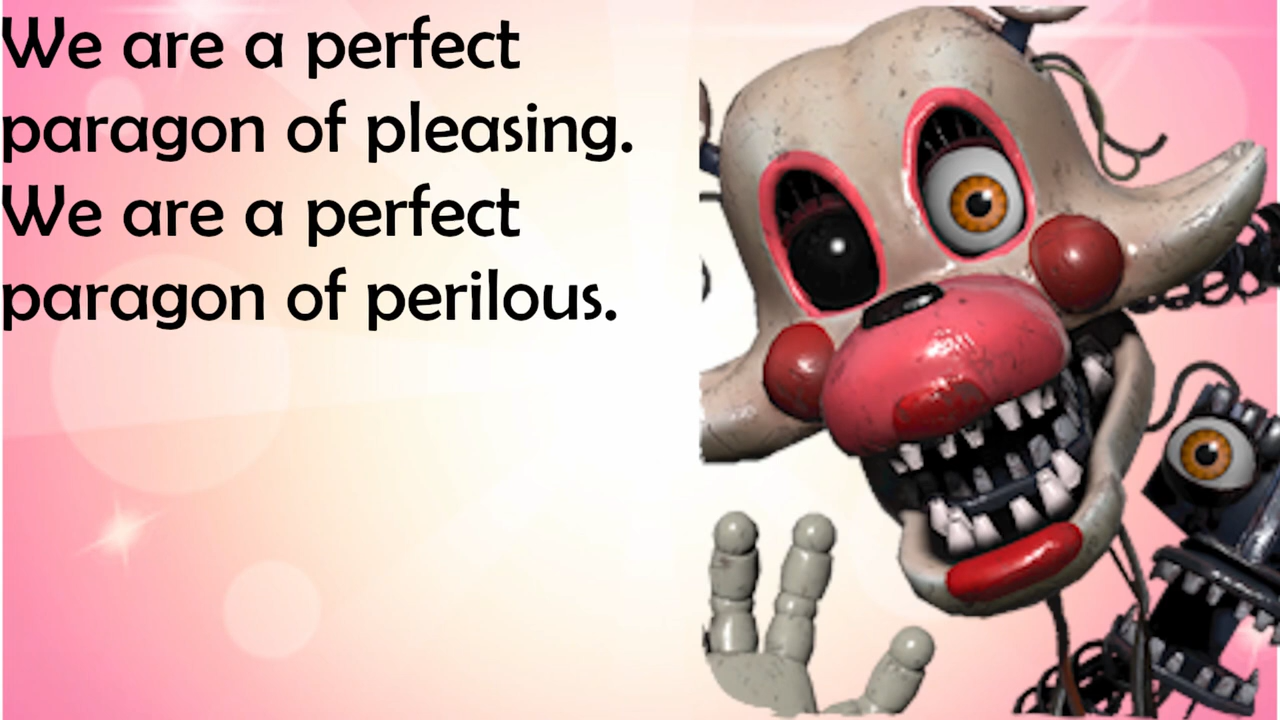 We are a perfect
paragon of pleasing.
We are a perfect
paragon of perilous.